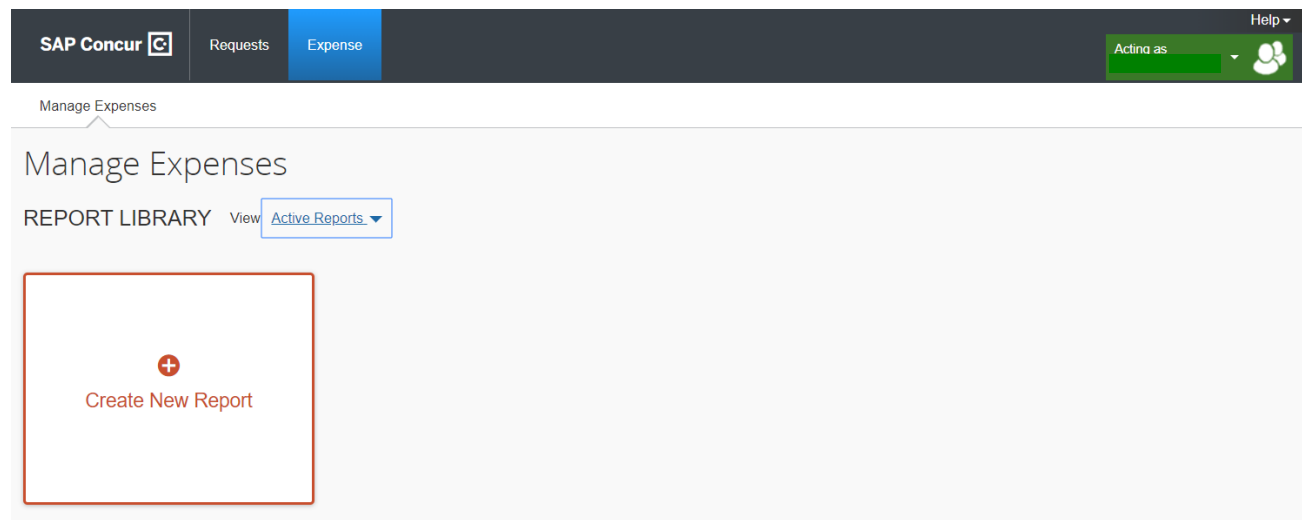 Help
SAP Concur C Requests Expense
Acting as
Manage Expenses
Manage Expenses
REPORT LIBRARY View Active Reports
Create New Report